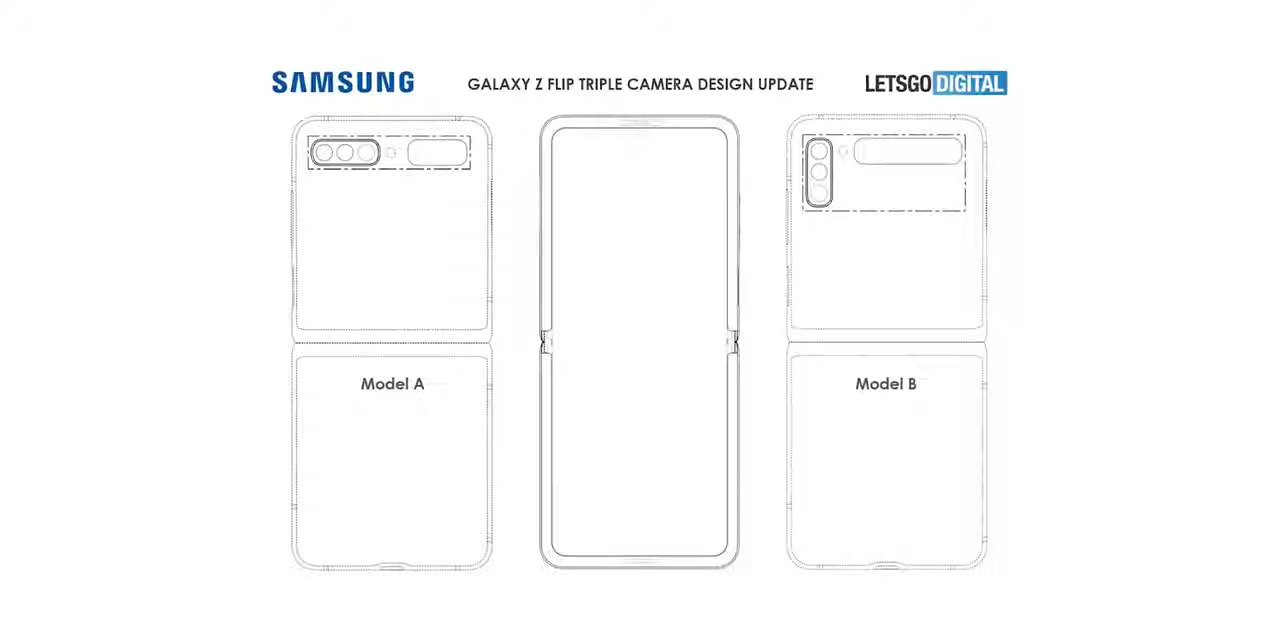 SAMSUNG
GALAXY Z FLIP TRIPLE CAMERA DESIGN UPDATE
LETSGODIGITAL
Model A
Model B